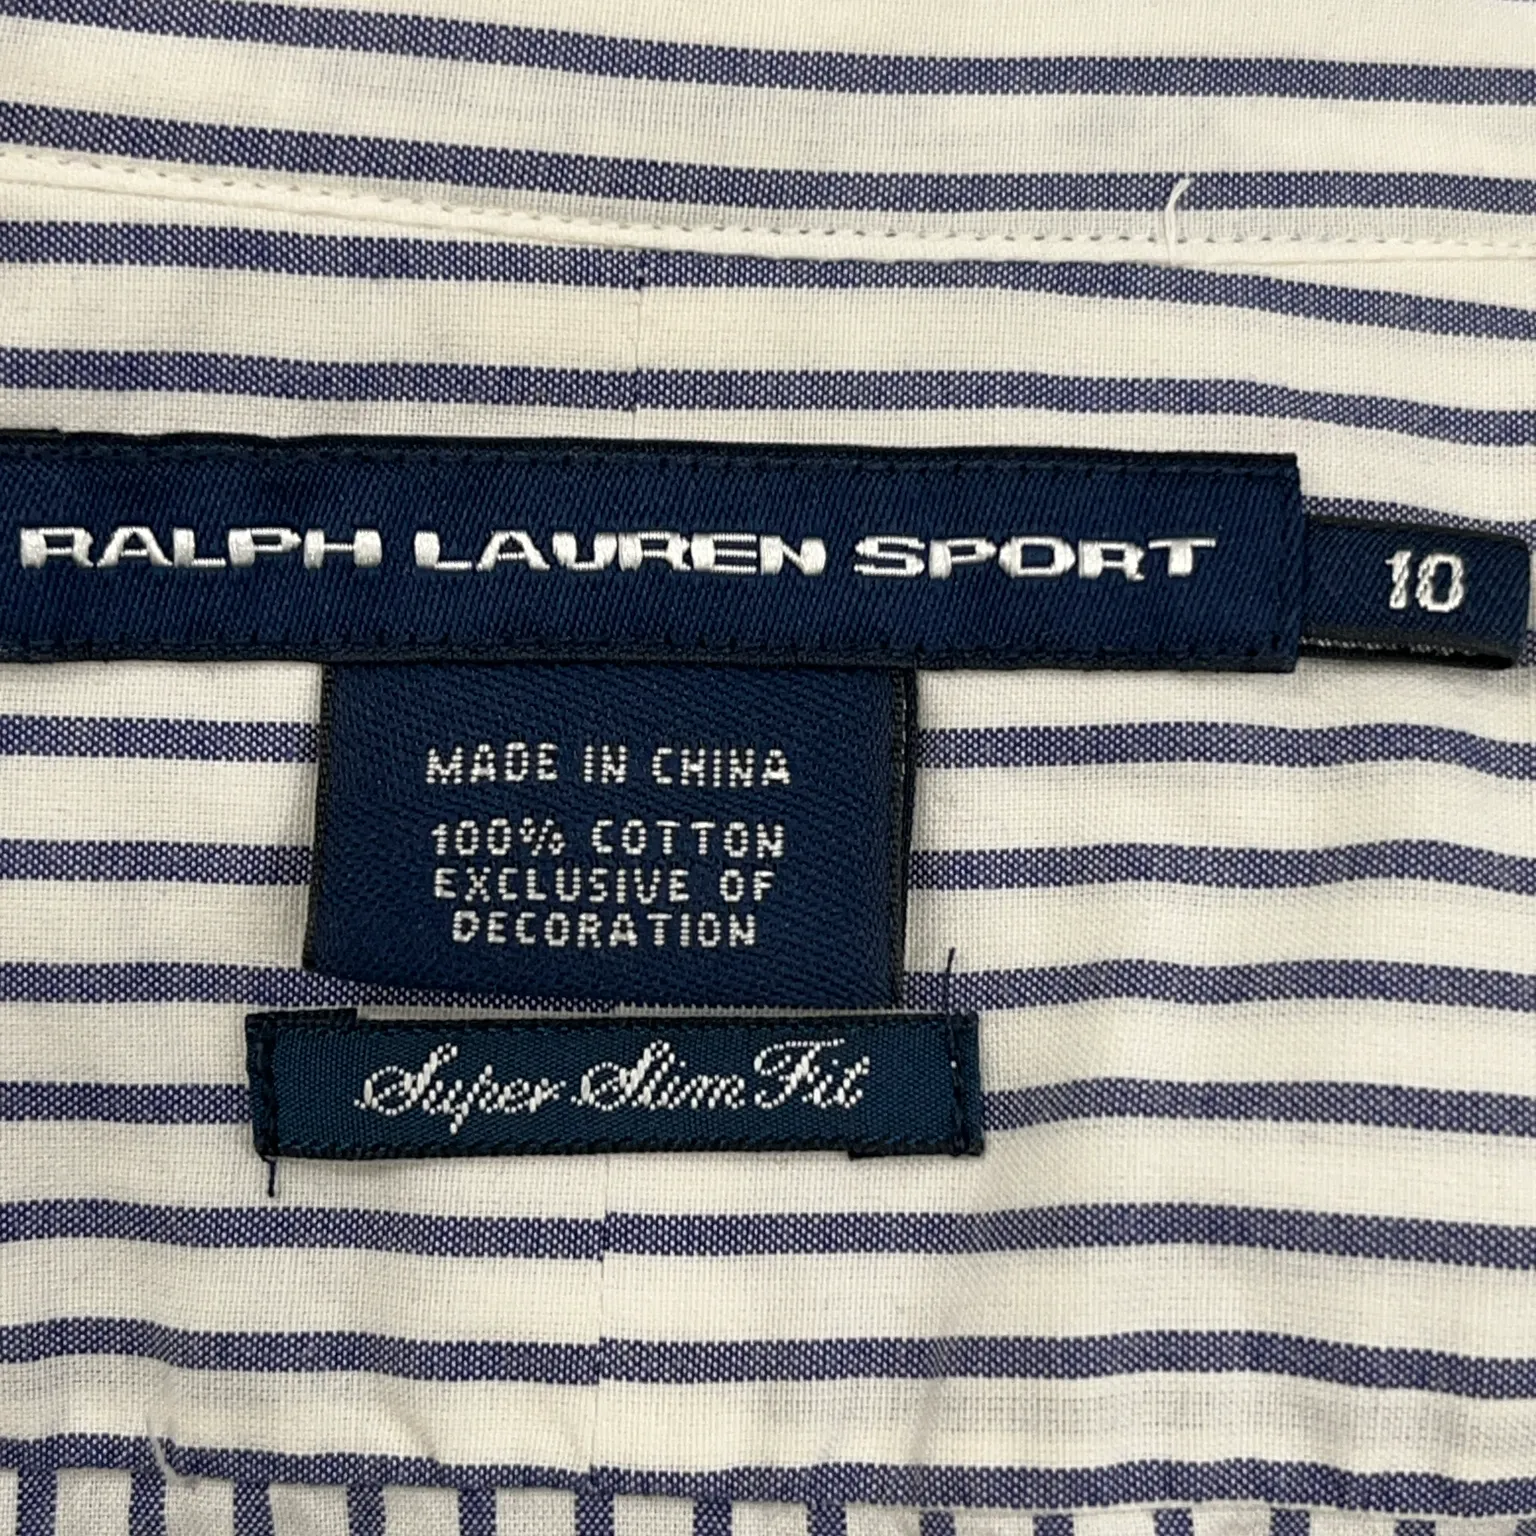 RALPH LAUREN SPORT
10
MADE IN CHINA
100% COTTON
EXCLUSIVE OF
DECORATION
Super Slim Fit